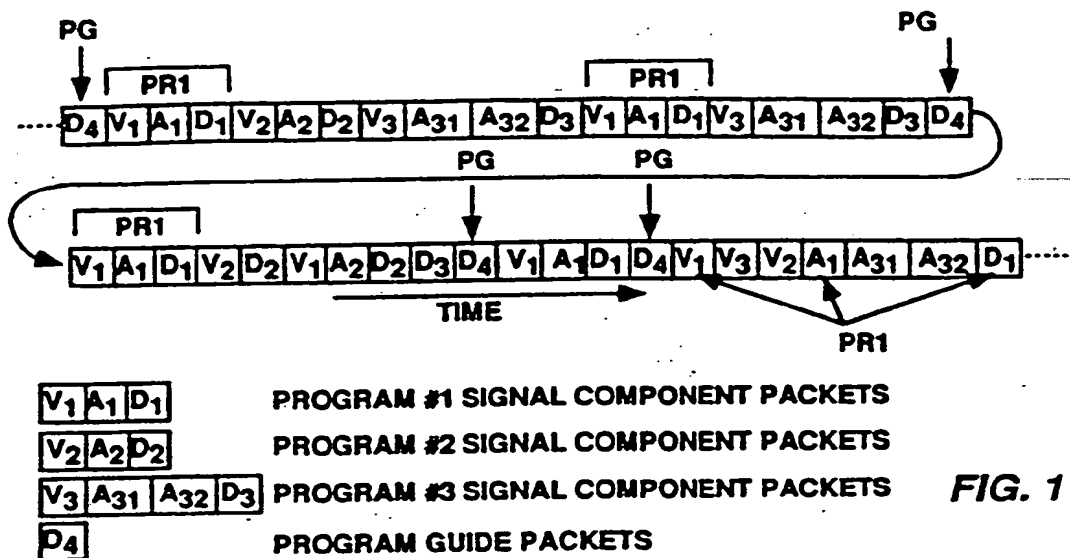 PG PG
PR1 PR1
D4 V1 A1 D1 V2 A2 D2 V3 A31 A32 D3 V1 A1 D1 V3 A31 A32 D3 D4
PG PG
PR1
V1 A1 D1 V2 D2 V1 A2 D2 D3 D4 V1 A1 D1 D4 V1 V3 V2 A1 A31 A32 D1
TIME
PR1
V1 A1 D1 PROGRAM #1 SIGNAL COMPONENT PACKETS
V2 A2 D2 PROGRAM #2 SIGNAL COMPONENT PACKETS
V3 A31 A32 D3 PROGRAM #3 SIGNAL COMPONENT PACKETS
FIG. 1
D4 PROGRAM GUIDE PACKETS